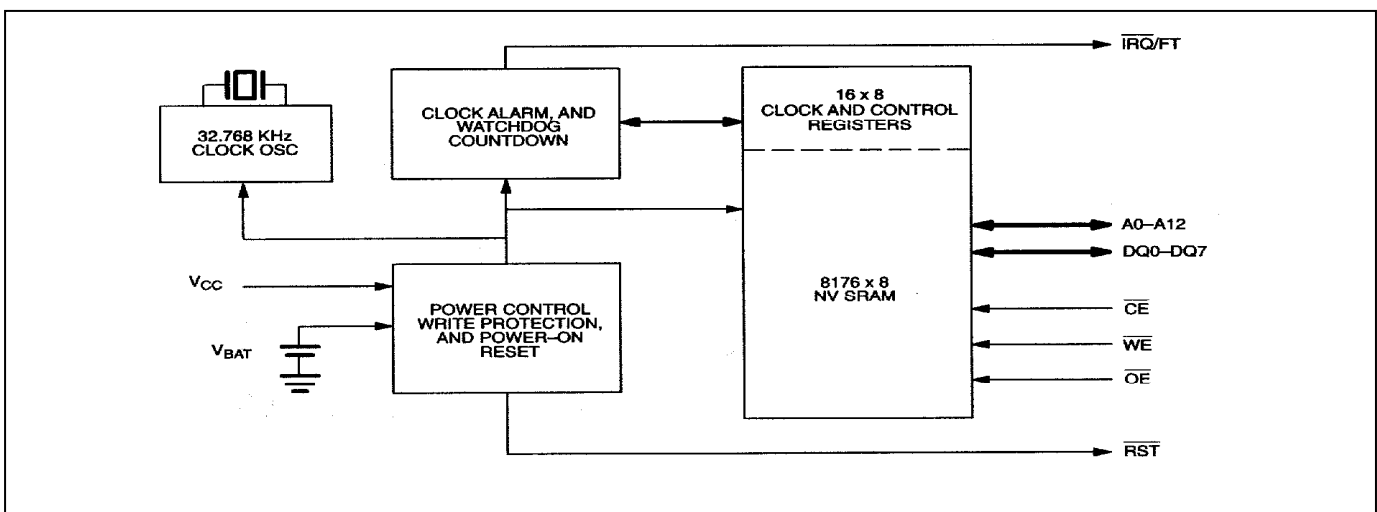 IRQ/FT
32.768 KHz
CLOCK OSC
CLOCK ALARM, AND
WATCHDOG
COUNTDOWN
16 x 8
CLOCK AND CONTROL
REGISTERS
A0–A12
DQ0–DQ7
8176 x 8
NV SRAM
CE
WE
OE
VCC
VBAT
POWER CONTROL
WRITE PROTECTION,
AND POWER–ON
RESET
RST